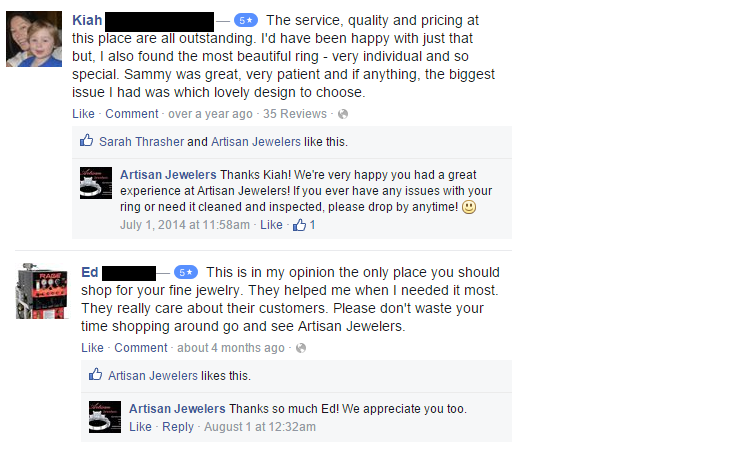 Kiah — 5★ The service, quality and pricing at
this place are all outstanding. I'd have been happy with just that
but, I also found the most beautiful ring - very individual and so
special. Sammy was great, very patient and if anything, the biggest
issue I had was which lovely design to choose.
Like · Comment · over a year ago · 35 Reviews ·
Sarah Thrasher and Artisan Jewelers like this.
Artisan Jewelers Thanks Kiah! We're very happy you had a great
experience at Artisan Jewelers! If you ever have any issues with your
ring or need it cleaned and inspected, please drop by anytime!
July 1, 2014 at 11:58am · Like · 1
RAGE
Ed — 5★ This is in my opinion the only place you should
shop for your fine jewelry. They helped me when I needed it most.
They really care about their customers. Please don't waste your
time shopping around go and see Artisan Jewelers.
Like · Comment · about 4 months ago ·
Artisan Jewelers likes this.
Artisan Jewelers Thanks so much Ed! We appreciate you too.
Like · Reply · August 1 at 12:32am